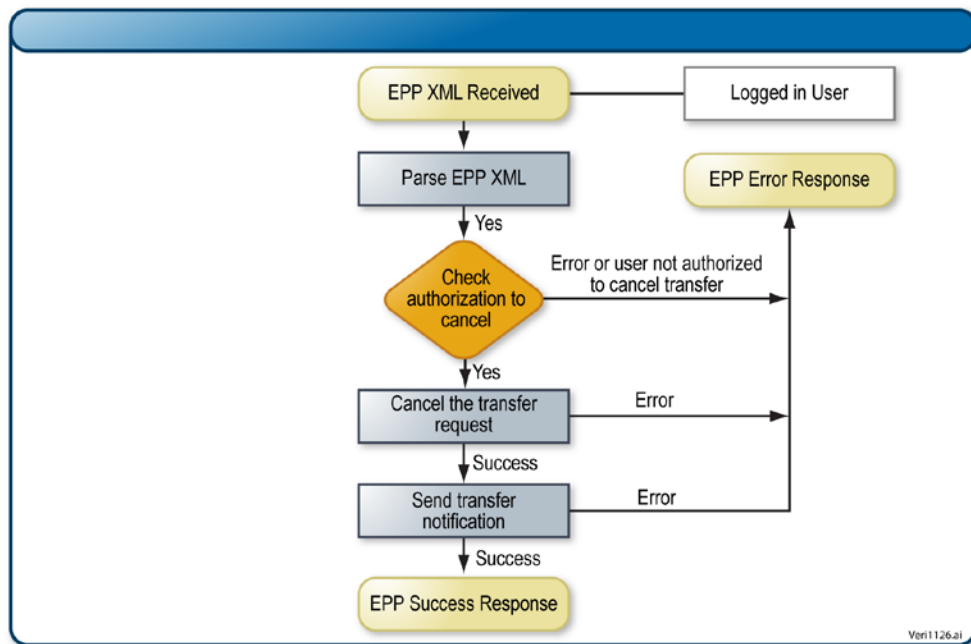 EPP XML Received
Logged in User
Parse EPP XML
EPP Error Response
Yes
Check
authorization to
cancel
Error or user not authorized
to cancel transfer
Yes
Cancel the transfer
request
Error
Success
Send transfer
notification
Error
Success
EPP Success Response
Veri1126.ai